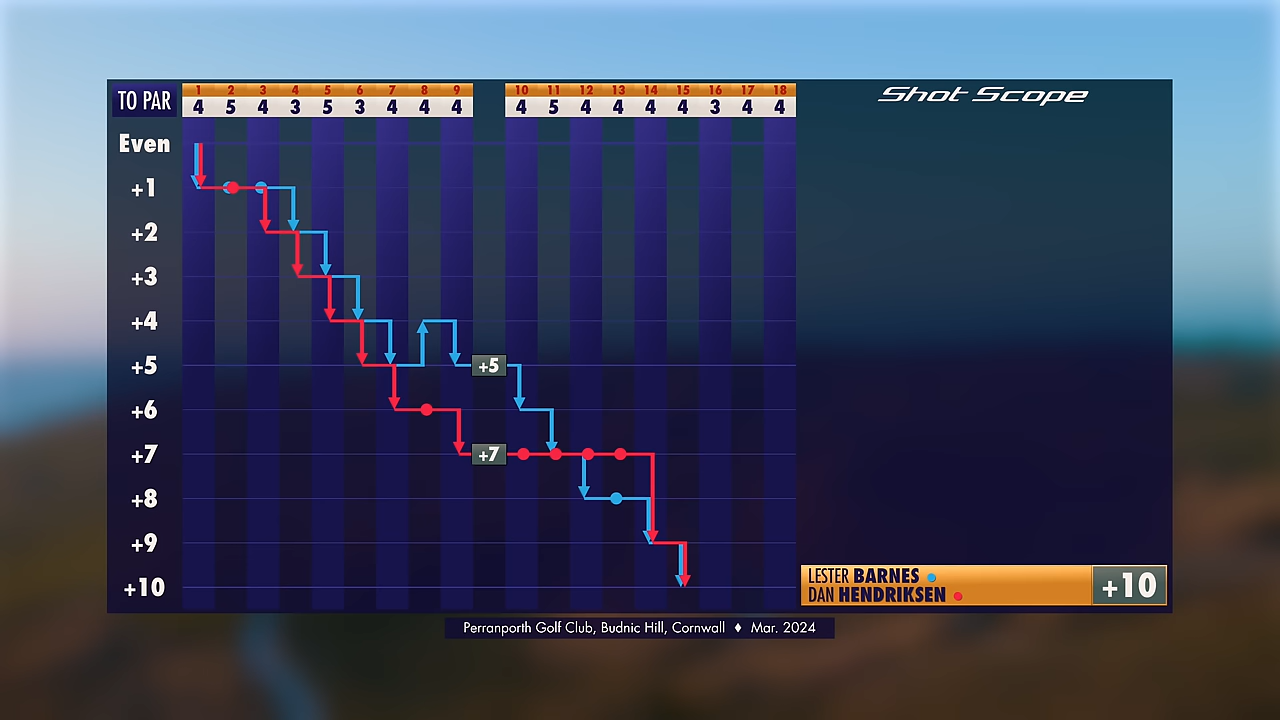 TO PAR 1 2 3 4 5 6 7 8 9 10 11 12 13 14 15 16 17 18
4 5 4 3 5 3 4 4 4 4 5 4 4 4 4 3 4 4
Shot Scope
Even
+1
+2
+3
+4
+5 +5
+6
+7 +7
+8
+9
+10
LESTER BARNES
DAN HENDRIKSEN
+10
Perranporth Golf Club, Budnic Hill, Cornwall ♦ Mar. 2024